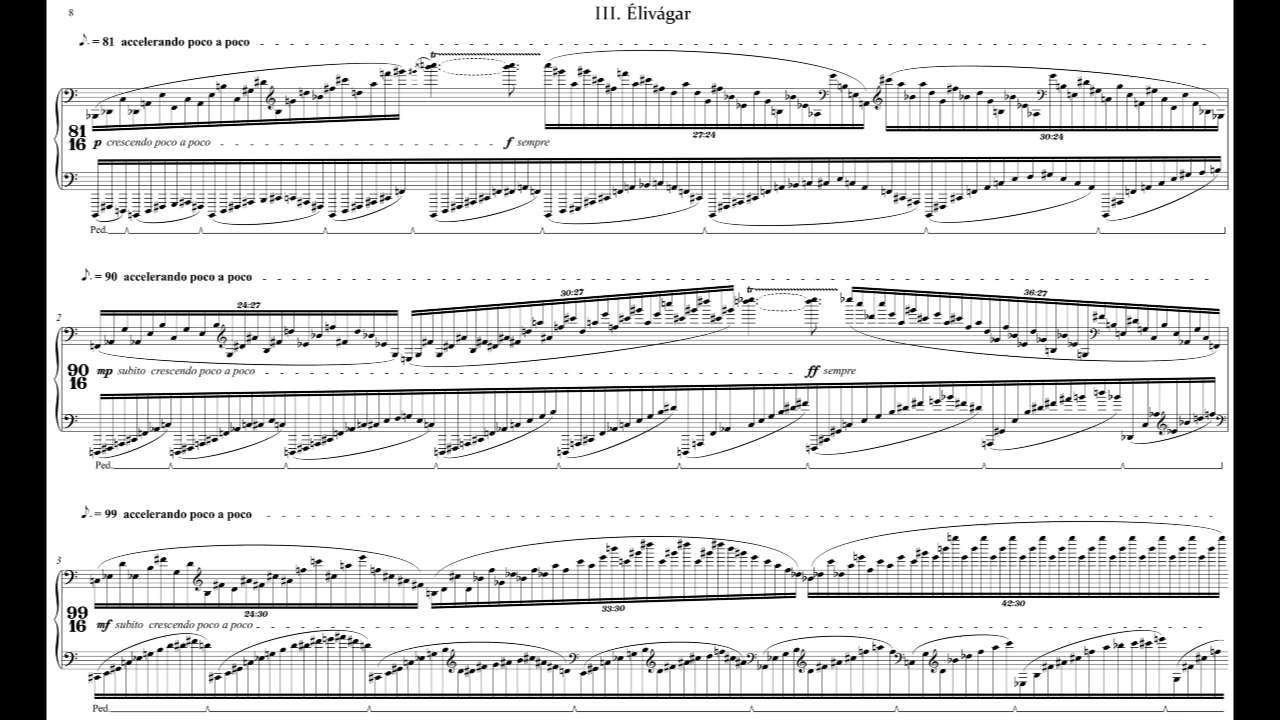 8
III. Élivágar
= 81 accelerando poco a poco
tr
27:24
30:24
81
16
p crescendo poco a poco
f sempre
Ped.
= 90 accelerando poco a poco
2
24:27
30:27
tr
36:27
90
16
mp subito crescendo poco a poco
ff sempre
Ped.
= 99 accelerando poco a poco
3
24:30
33:30
42:30
99
16
mf subito crescendo poco a poco
Ped.